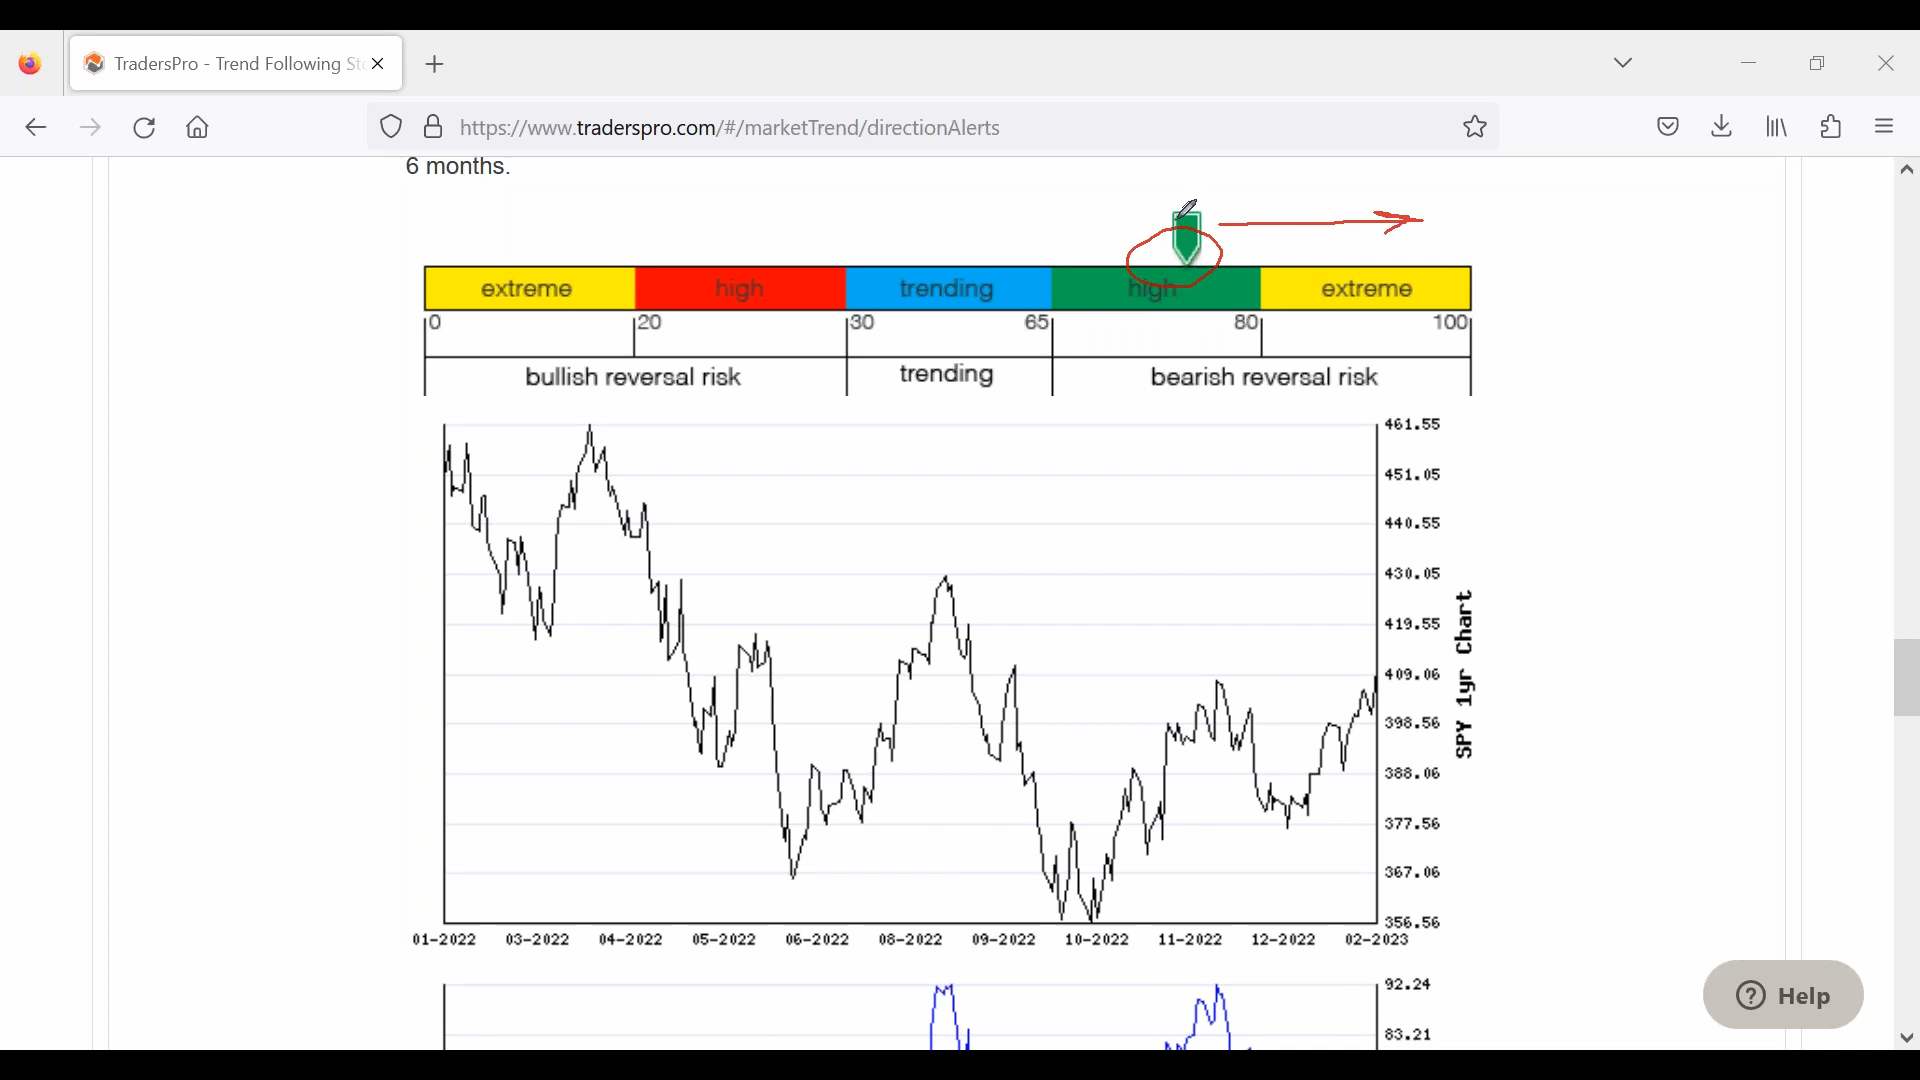 TradersPro - Trend Following St
https://www.traderspro.com/#/marketTrend/directionAlerts
6 months.
extreme high trending high extreme
0 20 30 65 80 100
bullish reversal risk trending bearish reversal risk
461.55
451.05
440.55
430.05
419.55
409.06
398.56
388.06
377.56
367.06
356.56
SPY 1yr Chart
01-2022 03-2022 04-2022 05-2022 06-2022 08-2022 09-2022 10-2022 11-2022 12-2022 02-2023
92.24
83.21
Help